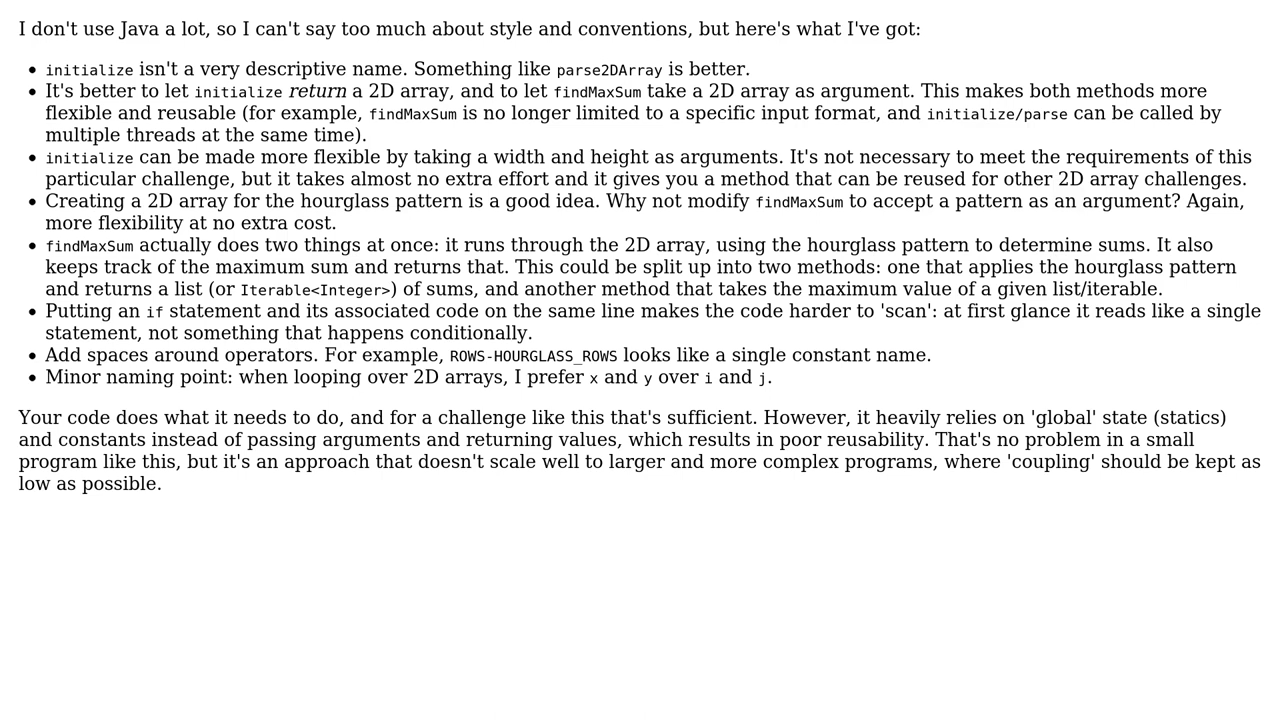 I don't use Java a lot, so I can't say too much about style and conventions, but here's what I've got:
• initialize isn't a very descriptive name. Something like parse2DArray is better.
• It's better to let initialize return a 2D array, and to let findMaxSum take a 2D array as argument. This makes both methods more
flexible and reusable (for example, findMaxSum is no longer limited to a specific input format, and initialize/parse can be called by
multiple threads at the same time).
• initialize can be made more flexible by taking a width and height as arguments. It's not necessary to meet the requirements of this
particular challenge, but it takes almost no extra effort and it gives you a method that can be reused for other 2D array challenges.
• Creating a 2D array for the hourglass pattern is a good idea. Why not modify findMaxSum to accept a pattern as an argument? Again,
more flexibility at no extra cost.
• findMaxSum actually does two things at once: it runs through the 2D array, using the hourglass pattern to determine sums. It also
keeps track of the maximum sum and returns that. This could be split up into two methods: one that applies the hourglass pattern
and returns a list (or Iterable<Integer>) of sums, and another method that takes the maximum value of a given list/iterable.
• Putting an if statement and its associated code on the same line makes the code harder to 'scan': at first glance it reads like a single
statement, not something that happens conditionally.
• Add spaces around operators. For example, ROWS-HOURGLASS_ROWS looks like a single constant name.
• Minor naming point: when looping over 2D arrays, I prefer x and y over i and j.
Your code does what it needs to do, and for a challenge like this that's sufficient. However, it heavily relies on 'global' state (statics)
and constants instead of passing arguments and returning values, which results in poor reusability. That's no problem in a small
program like this, but it's an approach that doesn't scale well to larger and more complex programs, where 'coupling' should be kept as
low as possible.